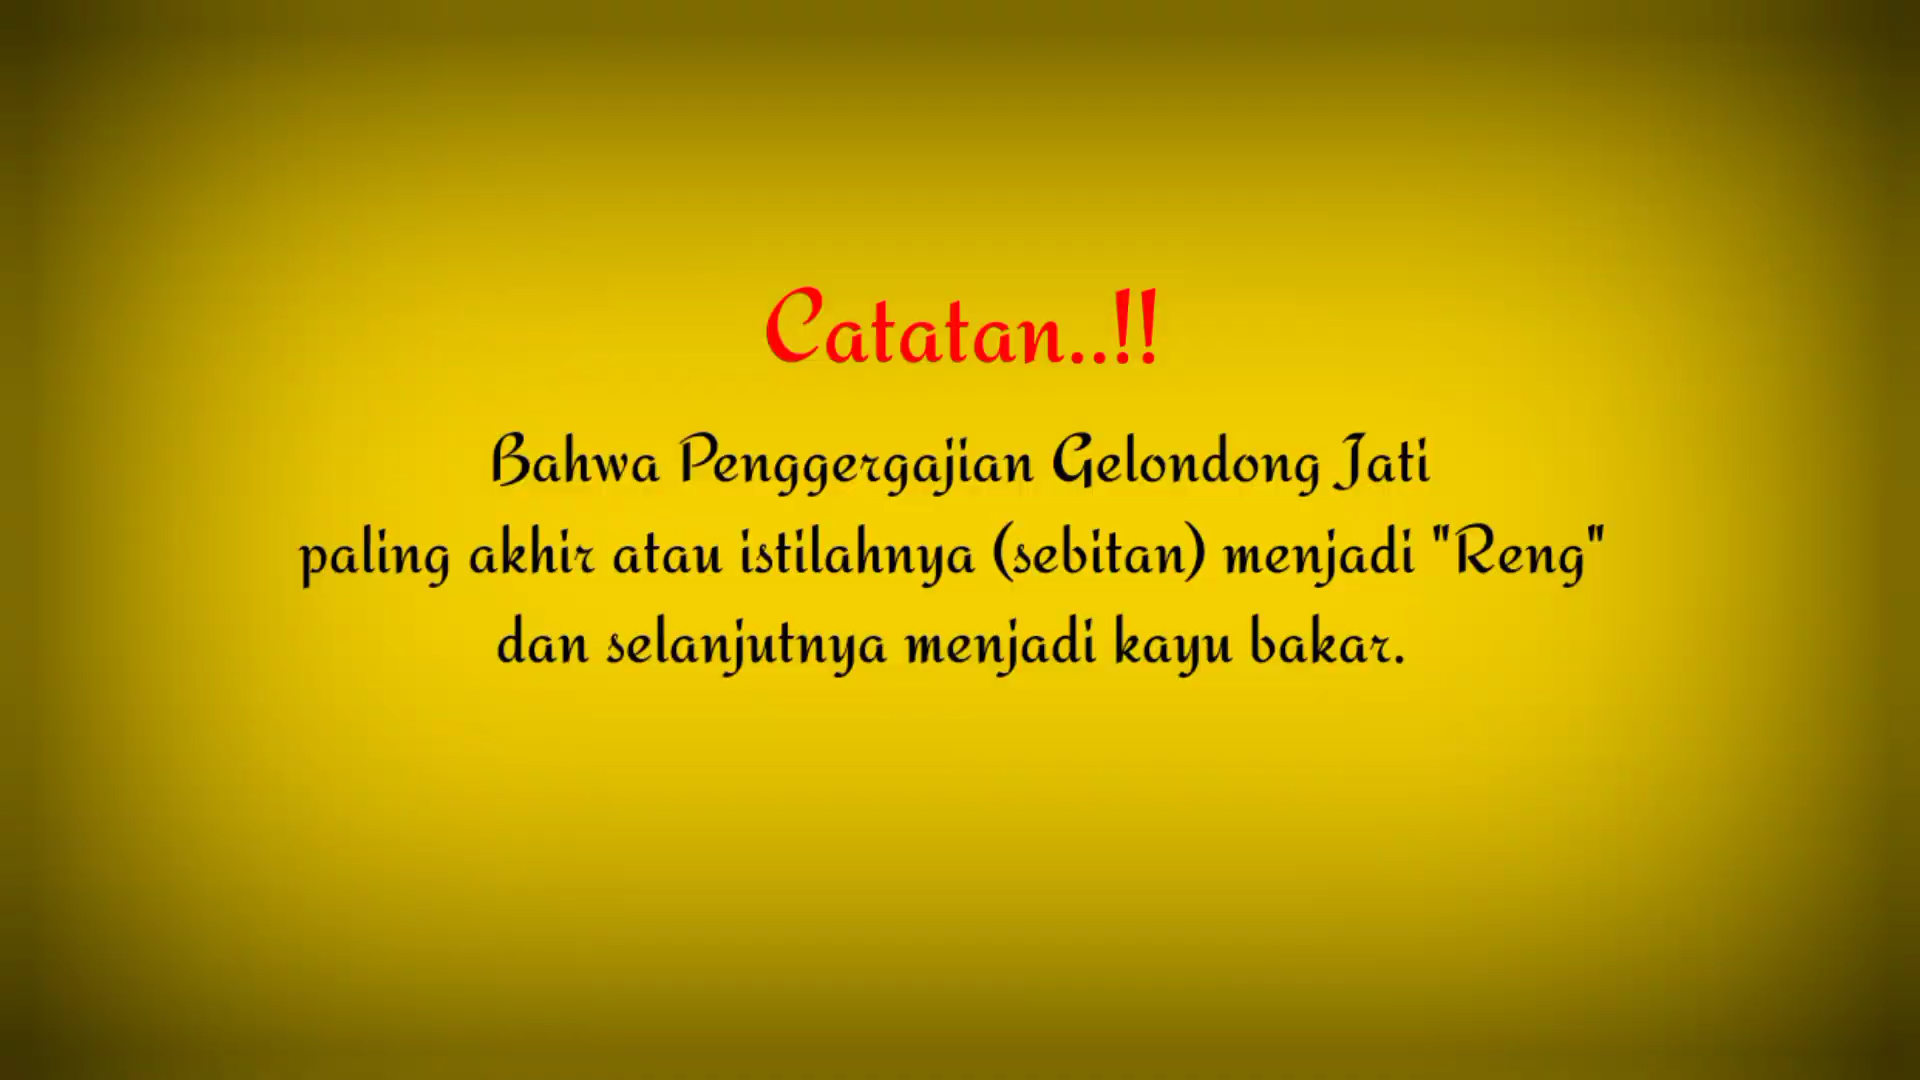 Catatan..!!
Bahwa Penggergajian Gelondong Jati
paling akhir atau istilahnya (sebitan) menjadi "Reng"
dan selanjutnya menjadi kayu bakar.